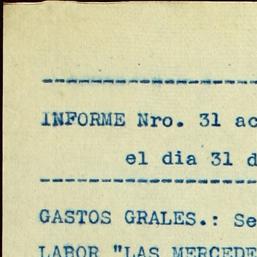 INFORME Nro. 31 ac
el dia 31 d
GASTOS GRALES.: Se
LABOR "LAS MERCEDE